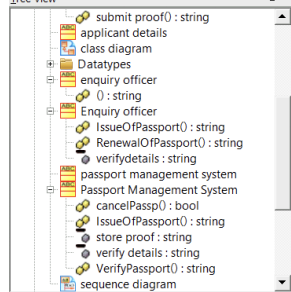 Tree View
submit proof() : string
applicant details
class diagram
Datatypes
enquiry officer
() : string
Enquiry officer
IssueOfPassport() : string
RenewalOfPassport() : string
verifydetails : string
passport management system
Passport Management System
cancelPassp() : bool
IssueOfPassport() : string
store proof : string
verify details : string
VerifyPassport() : string
sequence diagram